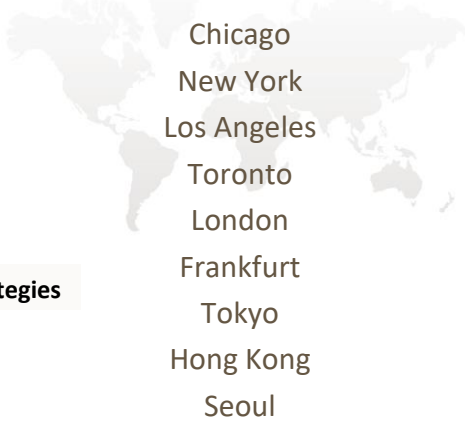 Chicago
New York
Los Angeles
Toronto
London
Frankfurt
tegies
Tokyo
Hong Kong
Seoul